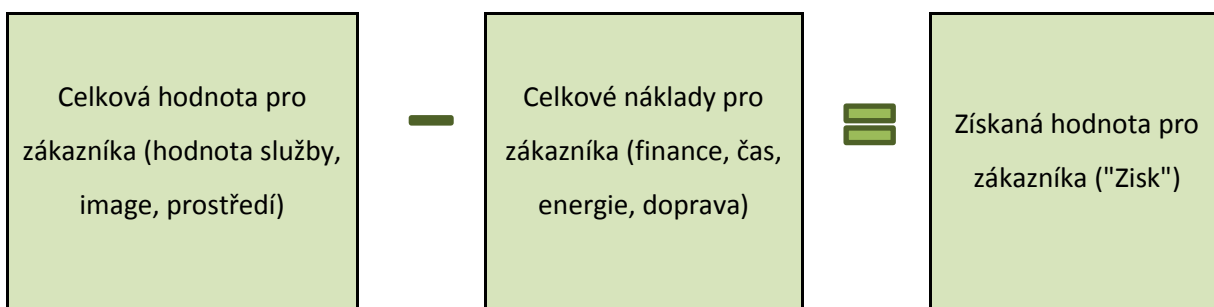 Celková hodnota pro
zákazníka (hodnota služby,
image, prostředí)
Celkové náklady pro
zákazníka (finance, čas,
energie, doprava)
Získaná hodnota pro
zákazníka ("Zisk")